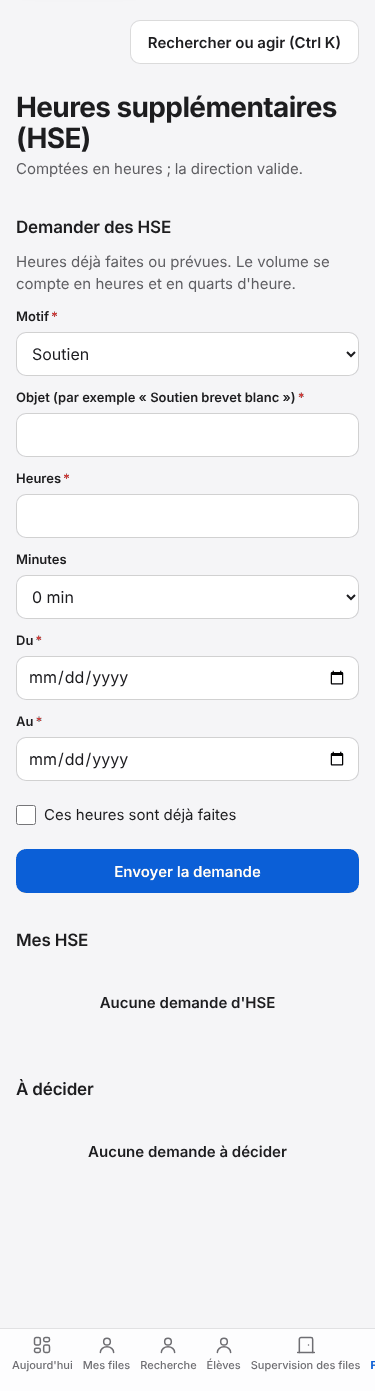 Rechercher ou agir (Ctrl K)
Heures supplémentaires
(HSE)
Comptées en heures ; la direction valide.
Demander des HSE
Heures déjà faites ou prévues. Le volume se
compte en heures et en quarts d'heure.
Motif *
Soutien
Objet (par exemple « Soutien brevet blanc ») *
Heures *
Minutes
0 min
Du *
mm/dd/yyyy
Au *
mm/dd/yyyy
Ces heures sont déjà faites
Envoyer la demande
Mes HSE
Aucune demande d'HSE
À décider
Aucune demande à décider
Aujourd'hui Mes files Recherche Élèves Supervision des files